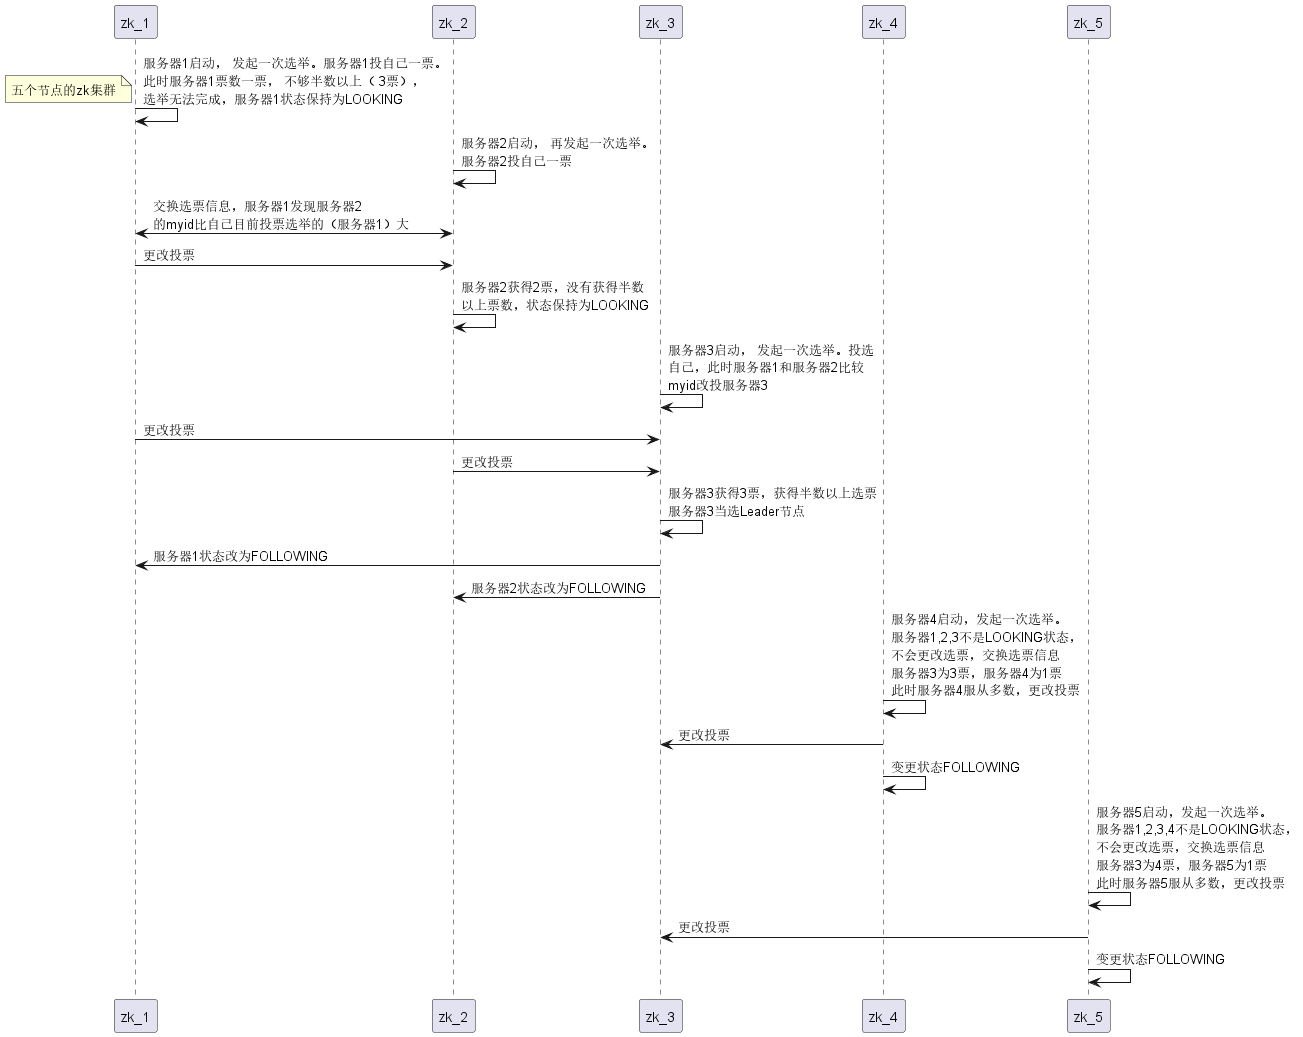 zk_1
zk_2
zk_3
zk_4
zk_5
五个节点的zk集群
服务器1启动， 发起一次选举。服务器1投自己一票。
此时服务器1票数一票， 不够半数以上（ 3票），
选举无法完成，服务器1状态保持为LOOKING
服务器2启动， 再发起一次选举。
服务器2投自己一票
交换选票信息，服务器1发现服务器2
的myid比自己目前投票选举的（服务器1）大
更改投票
服务器2获得2票，没有获得半数
以上票数，状态保持为LOOKING
服务器3启动， 发起一次选举。投选
自己，此时服务器1和服务器2比较
myid改投服务器3
更改投票
更改投票
服务器3获得3票，获得半数以上选票
服务器3当选Leader节点
服务器1状态改为FOLLOWING
服务器2状态改为FOLLOWING
服务器4启动，发起一次选举。
服务器1,2,3不是LOOKING状态，
不会更改选票，交换选票信息
服务器3为3票，服务器4为1票
此时服务器4服从多数，更改投票
更改投票
变更状态FOLLOWING
服务器5启动，发起一次选举。
服务器1,2,3,4不是LOOKING状态，
不会更改选票，交换选票信息
服务器3为4票，服务器5为1票
此时服务器5服从多数，更改投票
更改投票
变更状态FOLLOWING
zk_1
zk_2
zk_3
zk_4
zk_5